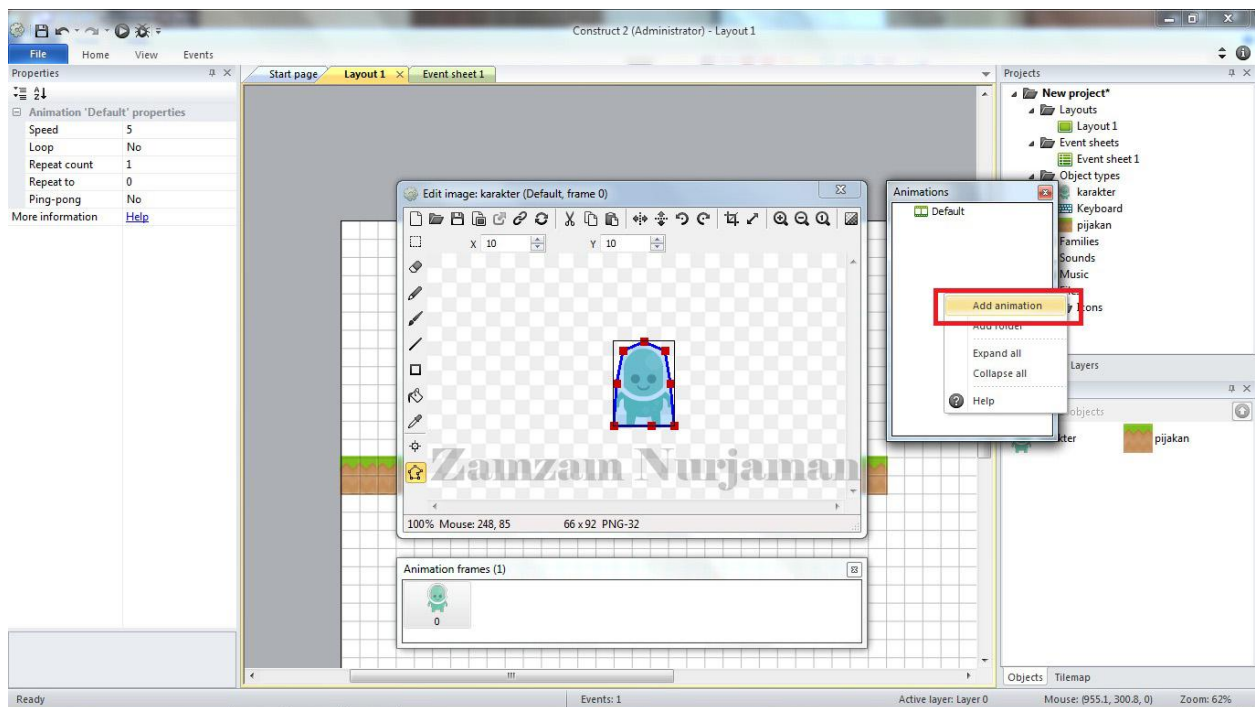 Construct 2 (Administrator) - Layout 1
File Home View Events
Properties
Animation 'Default' properties
Speed 5
Loop No
Repeat count 1
Repeat to 0
Ping-pong No
More information Help
Start page Layout 1 Event sheet 1
Edit image: karakter (Default, frame 0)
X 10 Y 10
Zamzam Nurjaman
100% Mouse: 248, 85 66 x 92 PNG-32
Animation frames (1)
0
Animations
Default
Add animation
Add folder
Expand all
Collapse all
Help
Projects
New project*
Layouts
Layout 1
Event sheets
Event sheet 1
Object types
karakter
Keyboard
pijakan
Families
Sounds
Music
Icons
Layers
objects
kter pijakan
Objects Tilemap
Ready Events: 1 Active layer: Layer 0 Mouse: (955.1, 300.8, 0) Zoom: 62%